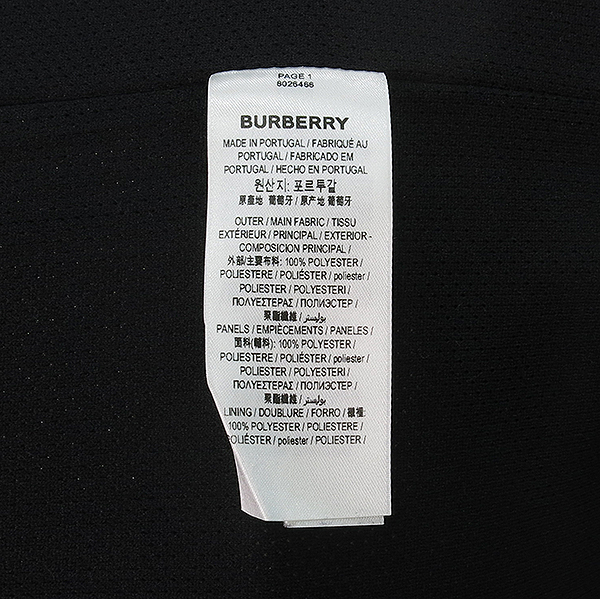 PAGE 1
8026466
BURBERRY
MADE IN PORTUGAL / FABRIQUÉ AU
PORTUGAL / FABRICADO EM
PORTUGAL / HECHO EN PORTUGAL
원산지: 포르투갈
原產地 葡萄牙 / 原产地 葡萄牙
OUTER / MAIN FABRIC / TISSU
EXTÉRIEUR / PRINCIPAL / EXTERIOR -
COMPOSICIÓN PRINCIPAL /
外部/主要布料: 100% POLYESTER /
POLIESTERE / POLIÉSTER / poliester /
POLIESTER / POLYESTERI /
ΠΟΛΥΕΣΤΕΡΑΣ / ПОЛИЭСТЕР /
聚酯纖維 / بوليستر /
PANELS / EMPIÈCEMENTS / PANELES /
面料(輔料): 100% POLYESTER /
POLIESTERE / POLIÉSTER / poliester /
POLIESTER / POLYESTERI /
ΠΟΛΥΕΣΤΕΡΑΣ / ПОЛИЭСТЕР /
聚酯纖維 / بوليستر /
LINING / DOUBLURE / FORRO / 襯裡:
100% POLYESTER / POLIESTERE /
POLIÉSTER / poliester / POLIESTER /